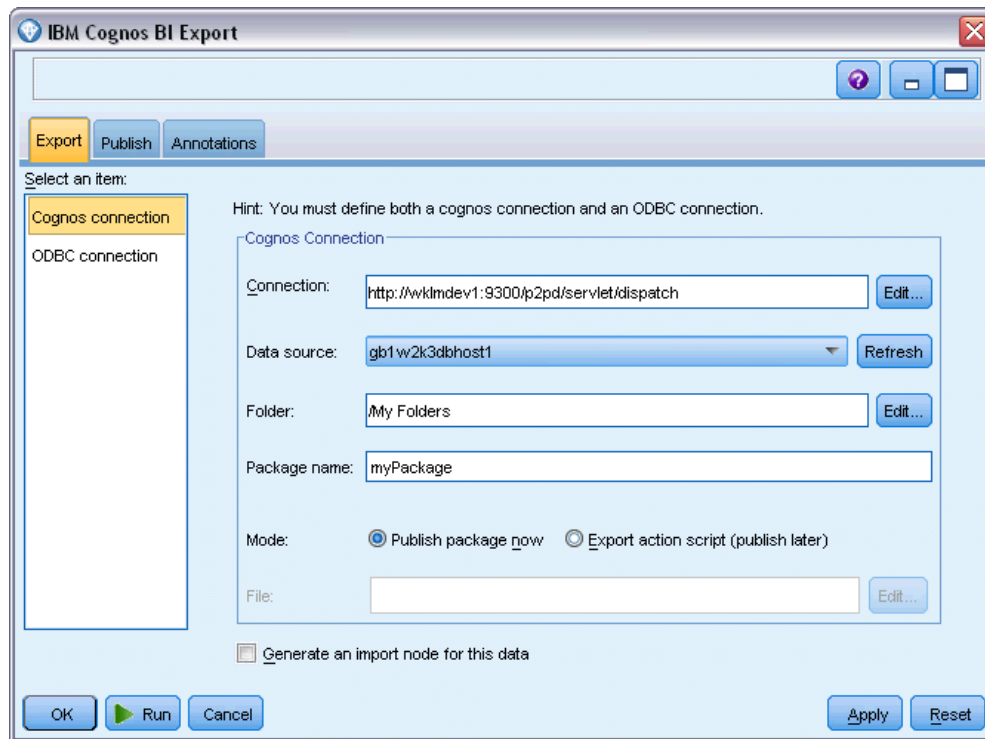 IBM Cognos BI Export
Export Publish Annotations
Select an item:
Cognos connection
ODBC connection
Hint: You must define both a cognos connection and an ODBC connection.
Cognos Connection
Connection: http://wklmdev1:9300/p2pd/servlet/dispatch Edit...
Data source: gb1w2k3dbhost1 Refresh
Folder: /My Folders Edit...
Package name: myPackage
Mode: Publish package now Export action script (publish later)
File: Edit...
Generate an import node for this data
OK Run Cancel Apply Reset